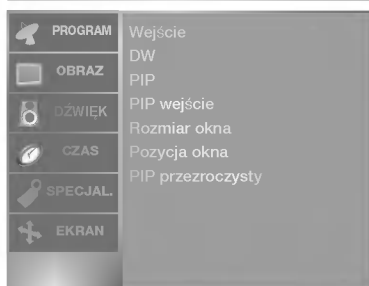 PROGRAM
OBRAZ
DŹWIĘK
CZAS
SPECJAL.
EKRAN
Wejście
DW
PIP
PIP wejście
Rozmiar okna
Pozycja okna
PIP przezroczysty